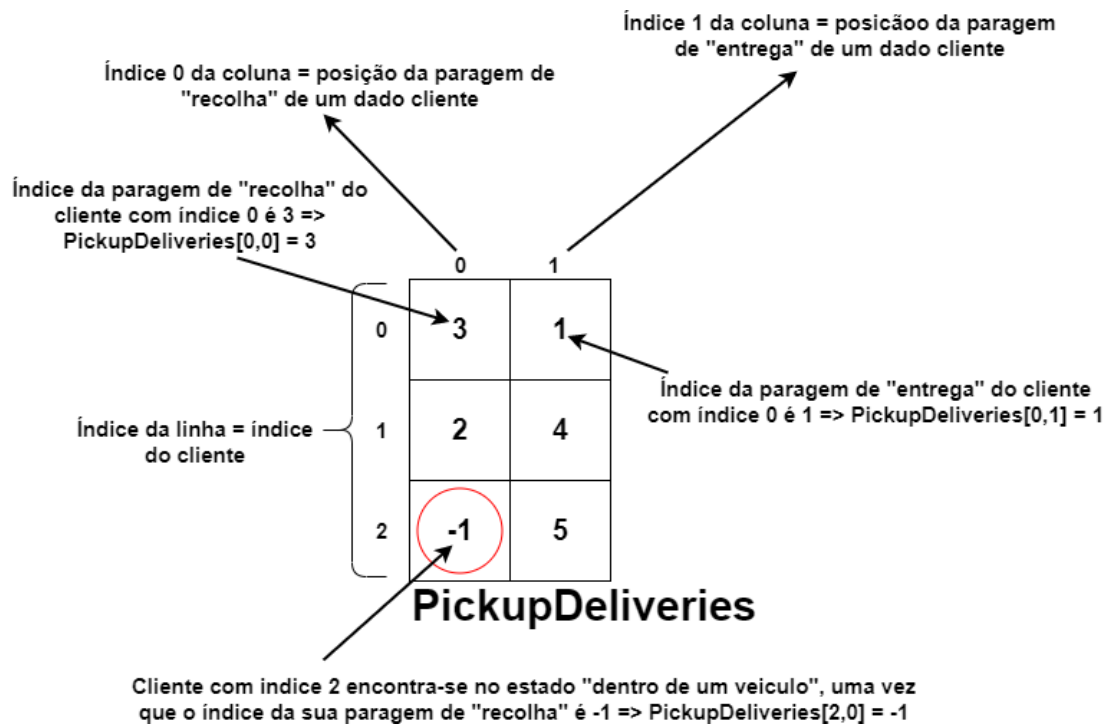 Índice 1 da coluna = posicãoo da paragem
de "entrega" de um dado cliente
Índice 0 da coluna = posição da paragem de
"recolha" de um dado cliente
Índice da paragem de "recolha" do
cliente com índice 0 é 3 =>
PickupDeliveries[0,0] = 3
0 1
0 3 1
Índice da paragem de "entrega" do cliente
com índice 0 é 1 => PickupDeliveries[0,1] = 1
Índice da linha = índice
do cliente
1 2 4
2 -1 5
PickupDeliveries
Cliente com indice 2 encontra-se no estado "dentro de um veiculo", uma vez
que o índice da sua paragem de "recolha" é -1 => PickupDeliveries[2,0] = -1